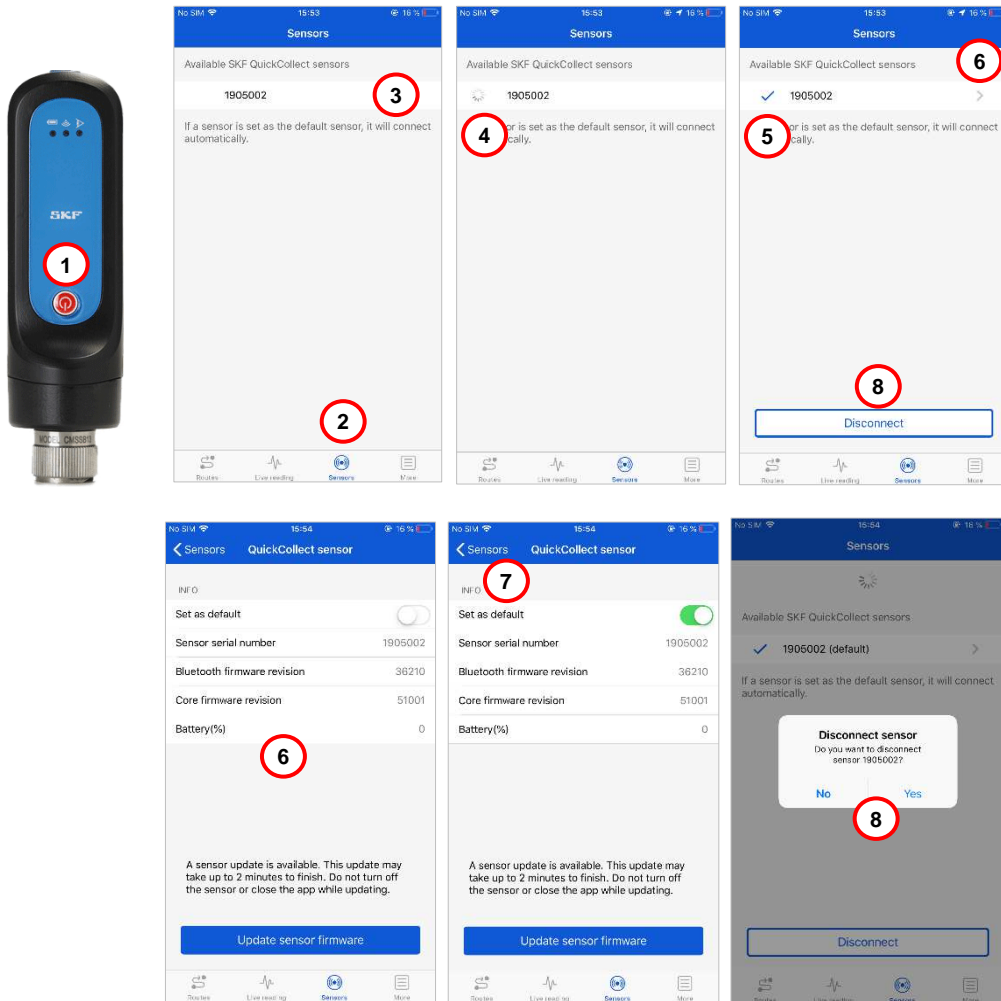 SKF
1
MODEL CMSS813
No SIM 15:53 16 %
Sensors
Available SKF QuickCollect sensors
1905002
3
If a sensor is set as the default sensor, it will connect
automatically.
2
Routes Live reading Sensors More
No SIM 15:53 16 %
Sensors
Available SKF QuickCollect sensors
1905002
4
or is set as the default sensor, it will connect
cally.
Routes Live reading Sensors More
No SIM 15:53 16 %
Sensors
6
Available SKF QuickCollect sensors
1905002
5
or is set as the default sensor, it will connect
cally.
8
Disconnect
Routes Live reading Sensors More
No SIM 15:54 16 %
Sensors QuickCollect sensor
INFO
Set as default
Sensor serial number 1905002
Bluetooth firmware revision 36210
Core firmware revision 51001
Battery(%) 0
6
A sensor update is available. This update may
take up to 2 minutes to finish. Do not turn off
the sensor or close the app while updating.
Update sensor firmware
Routes Live reading Sensors More
No SIM 15:54 16 %
Sensors QuickCollect sensor
7
INFO
Set as default
Sensor serial number 1905002
Bluetooth firmware revision 36210
Core firmware revision 51001
Battery(%) 0
A sensor update is available. This update may
take up to 2 minutes to finish. Do not turn off
the sensor or close the app while updating.
Update sensor firmware
Routes Live reading Sensors More
No SIM 15:54 16 %
Sensors
Available SKF QuickCollect sensors
1905002 (default)
If a sensor is set as the default sensor, it will connect
automatically.
Disconnect sensor
Do you want to disconnect
sensor 1905002?
No Yes
8
Disconnect
Routes Live reading Sensors More